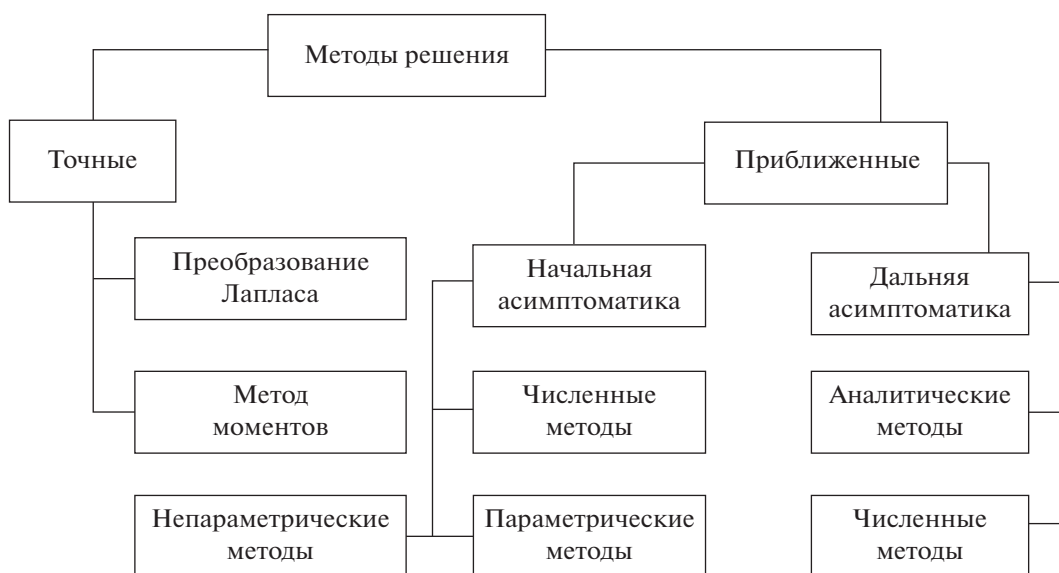 Методы решения
Точные
Приближенные
Преобразование
Лапласа
Начальная
асимптоматика
Дальняя
асимптоматика
Метод
моментов
Численные
методы
Аналитические
методы
Непараметрические
методы
Параметрические
методы
Численные
методы